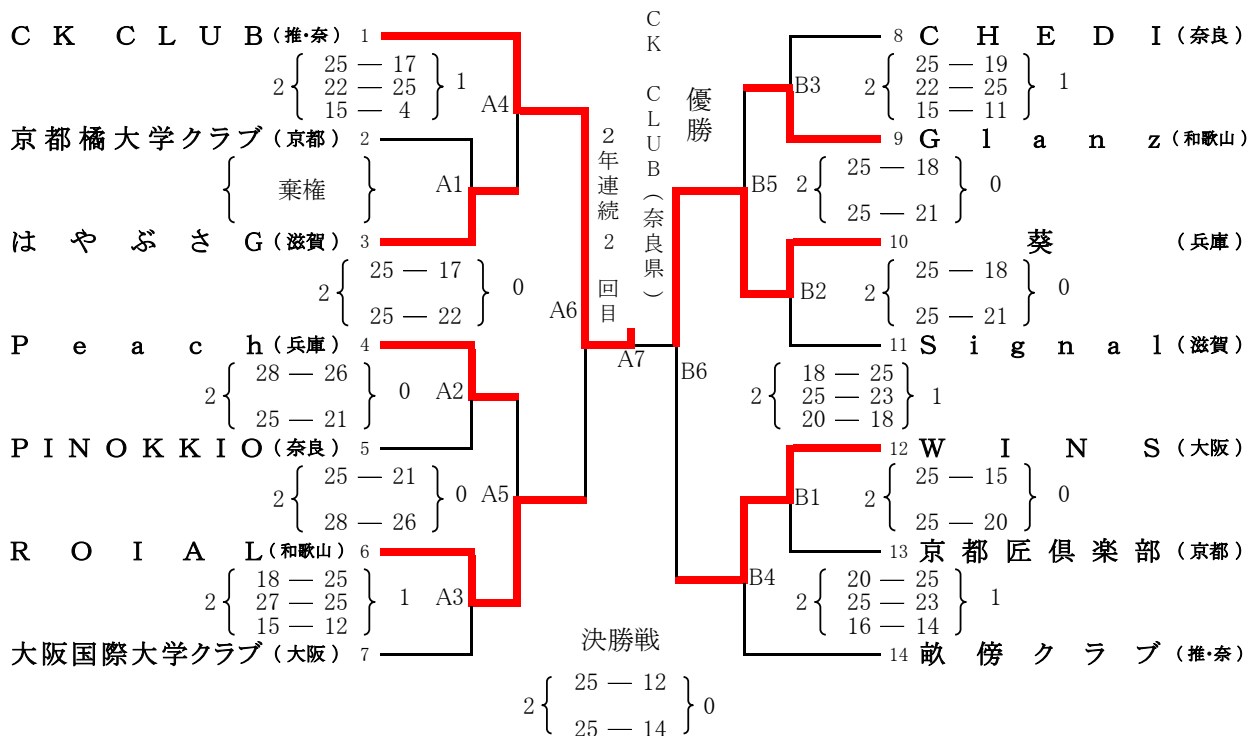 CK CLUB(推・奈) 1
2 25 — 17 1
22 — 25
15 — 4
A4
京都橘大学クラブ(京都) 2
棄権
A1
はやぶさG(滋賀) 3
2 25 — 17 0
25 — 22
A6
Peach(兵庫) 4
2 28 — 26 0
25 — 21
A2
PINOKKIO(奈良) 5
2 25 — 21 0
28 — 26
A5
ROIAL(和歌山) 6
2 18 — 25 1
27 — 25
15 — 12
A3
大阪国際大学クラブ(大阪) 7
優勝
CK CLUB(奈良県)
2年連続2回目
A7
決勝戦
2 25 — 12 0
25 — 14
8 CHEDI(奈良)
2 25 — 19 1
22 — 25
15 — 11
B3
9 Glanz(和歌山)
2 25 — 18 0
25 — 21
B5
10 葵(兵庫)
2 25 — 18 0
25 — 21
B2
11 Signal(滋賀)
2 18 — 25 1
25 — 23
20 — 18
B6
12 WINS(大阪)
2 25 — 15 0
25 — 20
B1
13 京都匠倶楽部(京都)
2 20 — 25 1
25 — 23
16 — 14
B4
14 畝傍クラブ(推・奈)